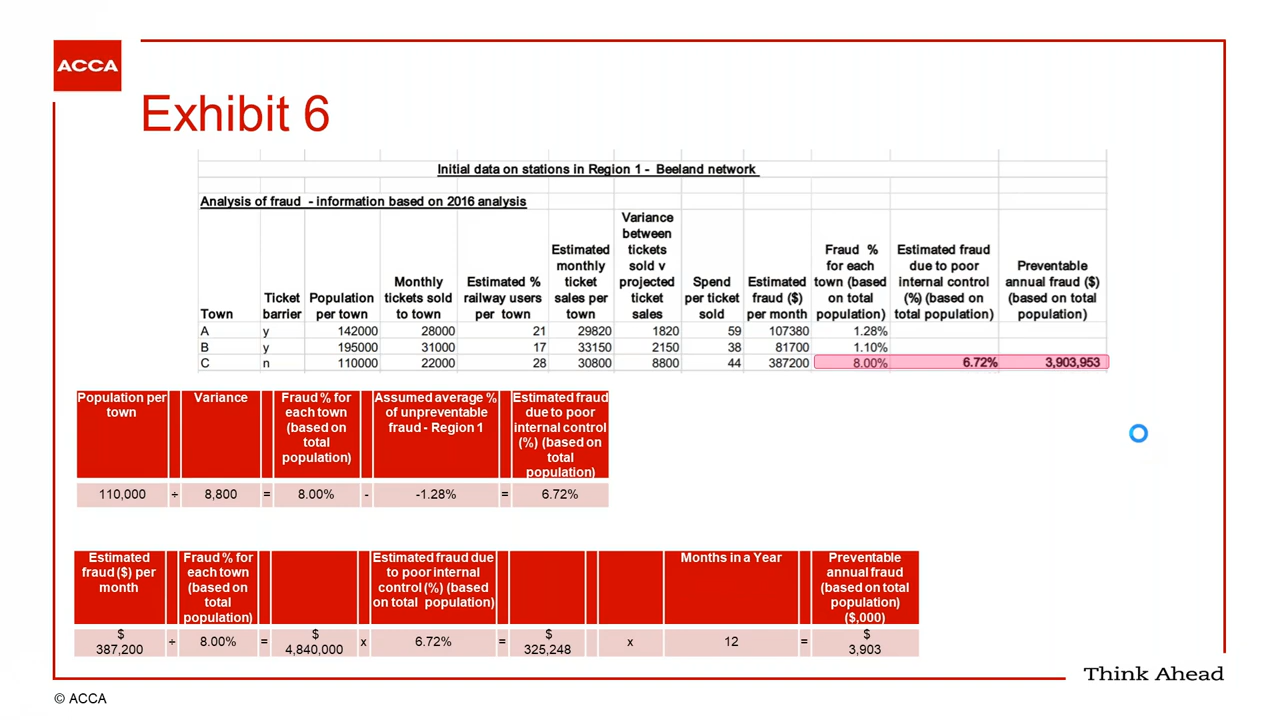 ACCA
Exhibit 6
Initial data on stations in Region 1 - Beeland network
Analysis of fraud - information based on 2016 analysis
Town
Ticket
barrier
Population
per town
Monthly
tickets sold
to town
Estimated %
railway users
per town
Estimated
monthly
ticket
sales per
town
Variance
between
tickets
sold v
projected
ticket
sales
Spend
per ticket
sold
Estimated
fraud ($)
per month
Fraud %
for each
town (based
on total
population)
Estimated fraud
due to poor
internal control
(%) (based on
total population)
Preventable
annual fraud ($)
(based on total
population)
A y 142000 28000 21 29820 1820 59 107380 1.28%
B y 195000 31000 17 33150 2150 38 81700 1.10%
C n 110000 22000 28 30800 8800 44 387200 8.00% 6.72% 3,903,953
Population per
town
Variance
Fraud % for
each town
(based on
total
population)
Assumed average %
of unpreventable
fraud - Region 1
Estimated fraud
due to poor
internal control
(%) (based on
total
population)
110,000 ÷ 8,800 = 8.00% - -1.28% = 6.72%
Estimated
fraud ($) per
month
Fraud % for
each town
(based on
total
population)
Estimated fraud due
to poor internal
control (%) (based
on total population)
Months in a Year
Preventable
annual fraud
(based on total
population)
($,000)
$
387,200
÷ 8.00% =
$
4,840,000
x 6.72% =
$
325,248
x 12 =
$
3,903
Think Ahead
© ACCA